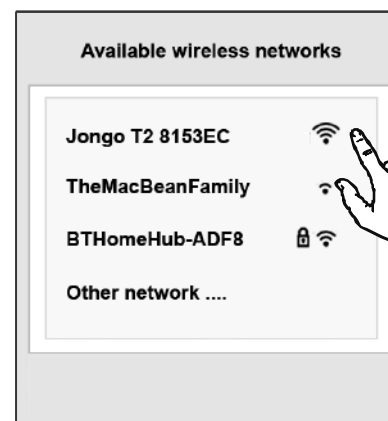 Available wireless networks
Jongo T2 8153EC
TheMacBeanFamily
BTHomeHub-ADF8
Other network ....